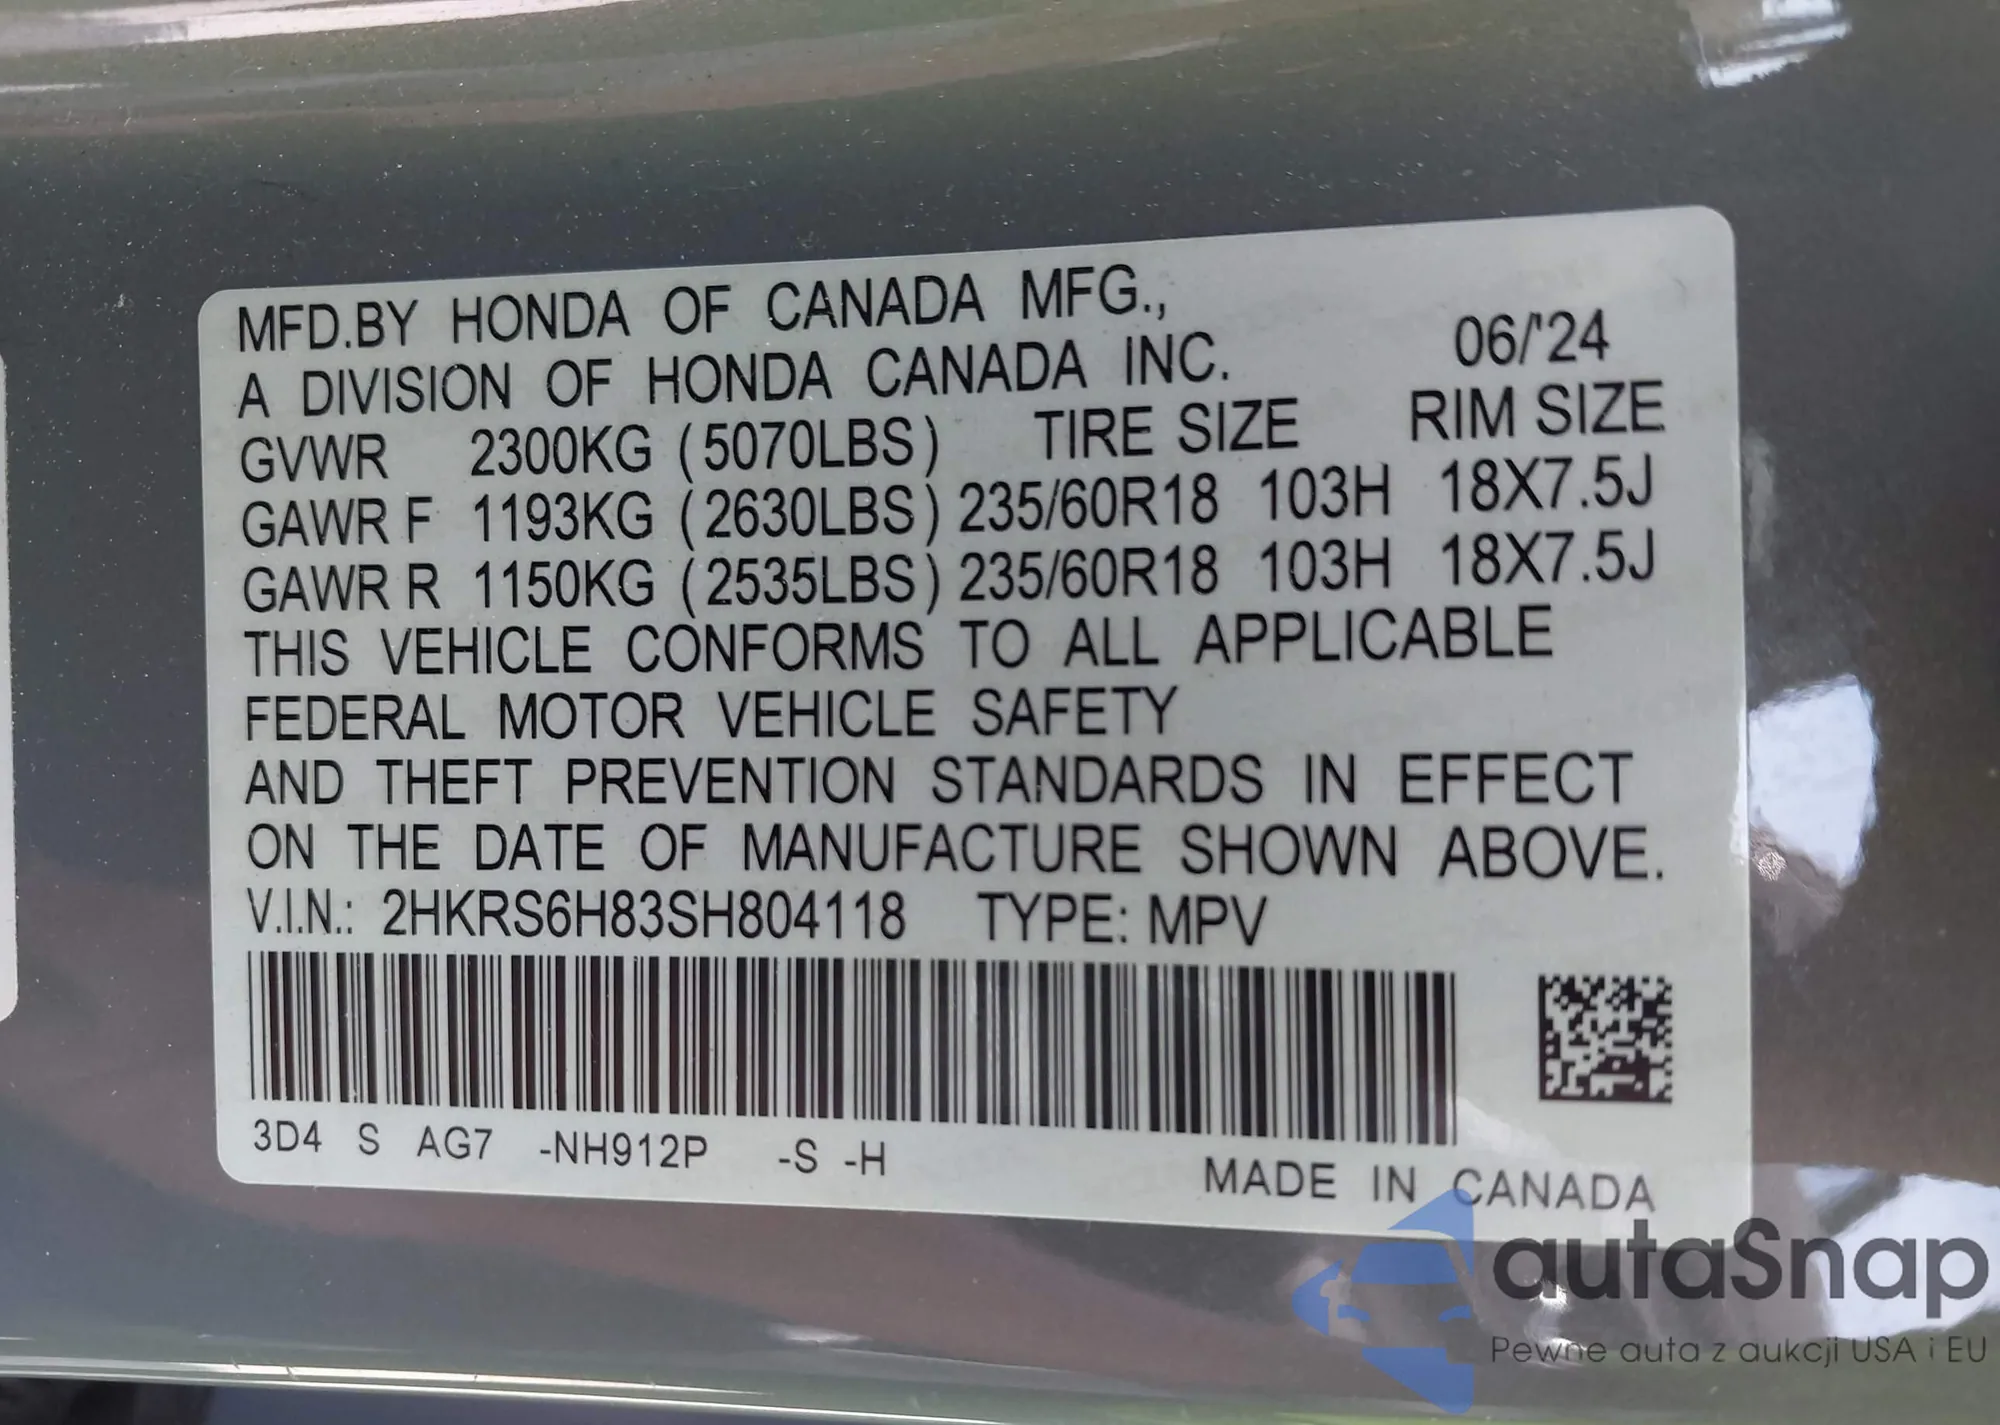 MFD.BY HONDA OF CANADA MFG.,
A DIVISION OF HONDA CANADA INC. 06/'24
GVWR 2300KG (5070LBS) TIRE SIZE RIM SIZE
GAWR F 1193KG (2630LBS) 235/60R18 103H 18X7.5J
GAWR R 1150KG (2535LBS) 235/60R18 103H 18X7.5J
THIS VEHICLE CONFORMS TO ALL APPLICABLE
FEDERAL MOTOR VEHICLE SAFETY
AND THEFT PREVENTION STANDARDS IN EFFECT
ON THE DATE OF MANUFACTURE SHOWN ABOVE.
V.I.N.: 2HKRS6H83SH804118 TYPE: MPV
3D4 S AG7 -NH912P -S -H
MADE IN CANADA
autaSnap
Pewne auta z aukcji USA i EU